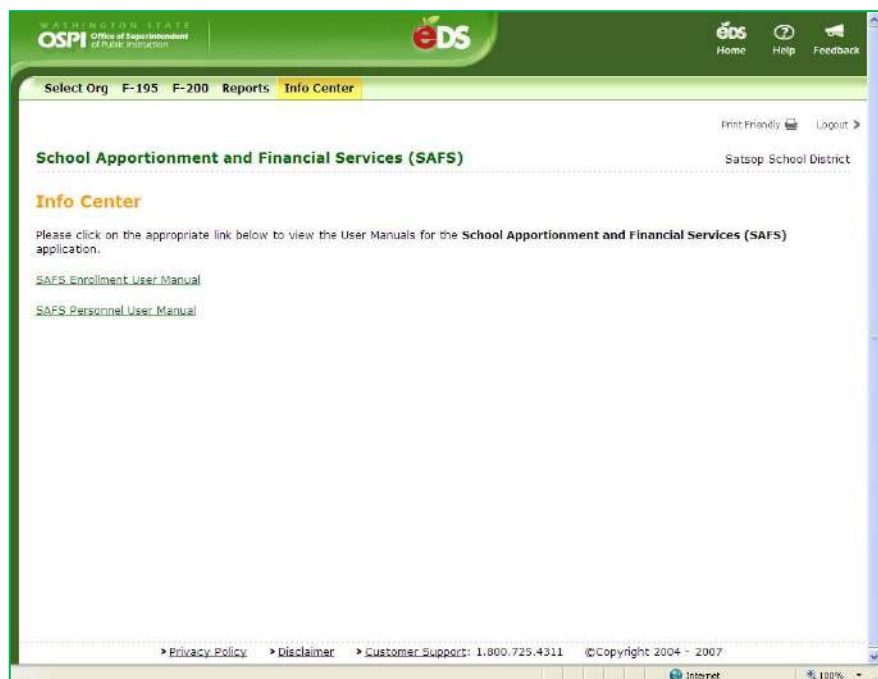 WASHINGTON STATE
OSPI Office of Superintendent of Public Instruction
eDS
eDS Home
Help
Feedback
Select Org F-195 F-200 Reports Info Center
Print Friendly Logout
School Apportionment and Financial Services (SAFS) Satsop School District
Info Center
Please click on the appropriate link below to view the User Manuals for the School Apportionment and Financial Services (SAFS)
application.
SAFS Enrollment User Manual
SAFS Personnel User Manual
Privacy Policy Disclaimer Customer Support: 1.800.725.4311 ©Copyright 2004 - 2007
Internet 100%